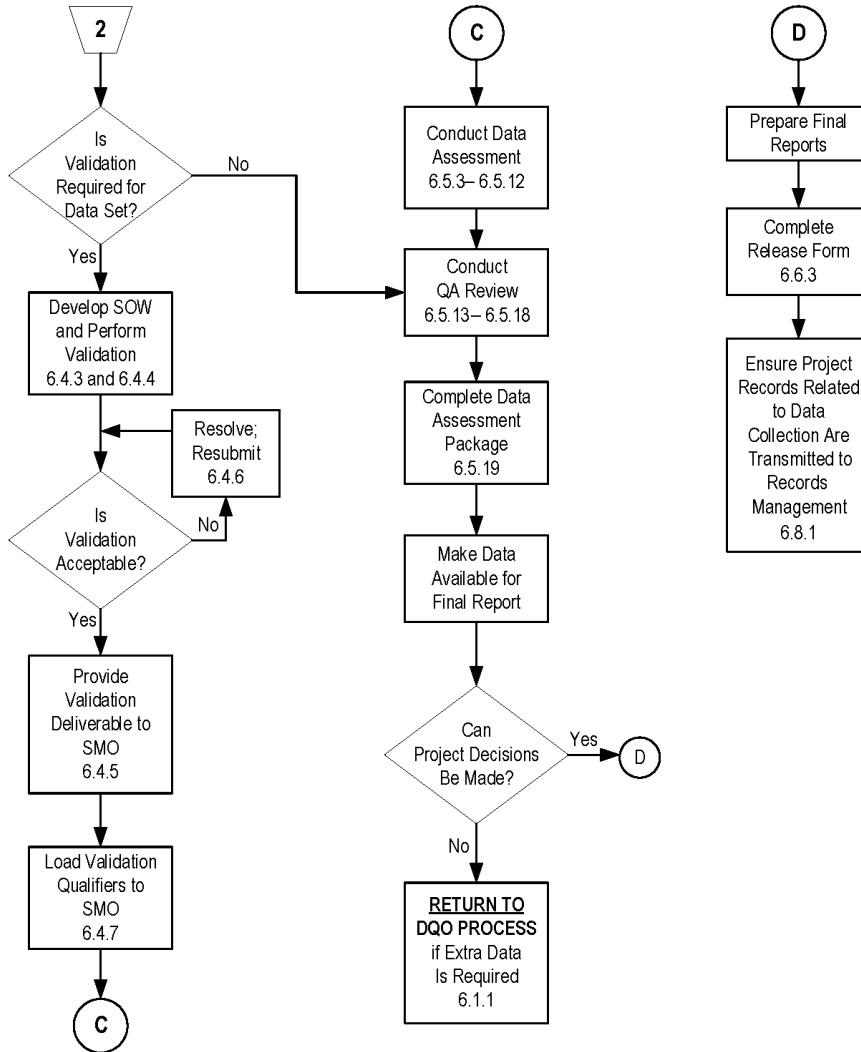 2
Is
Validation
Required for
Data Set?
No
Yes
Develop SOW
and Perform
Validation
6.4.3 and 6.4.4
Resolve;
Resubmit
6.4.6
Is
Validation
Acceptable?
No
Yes
Provide
Validation
Deliverable to
SMO
6.4.5
Load Validation
Qualifiers to
SMO
6.4.7
C
C
Conduct Data
Assessment
6.5.3– 6.5.12
Conduct
QA Review
6.5.13– 6.5.18
Complete Data
Assessment
Package
6.5.19
Make Data
Available for
Final Report
Can
Project Decisions
Be Made?
Yes
D
No
RETURN TO
DQO PROCESS
if Extra Data
Is Required
6.1.1
D
Prepare Final
Reports
Complete
Release Form
6.6.3
Ensure Project
Records Related
to Data
Collection Are
Transmitted to
Records
Management
6.8.1